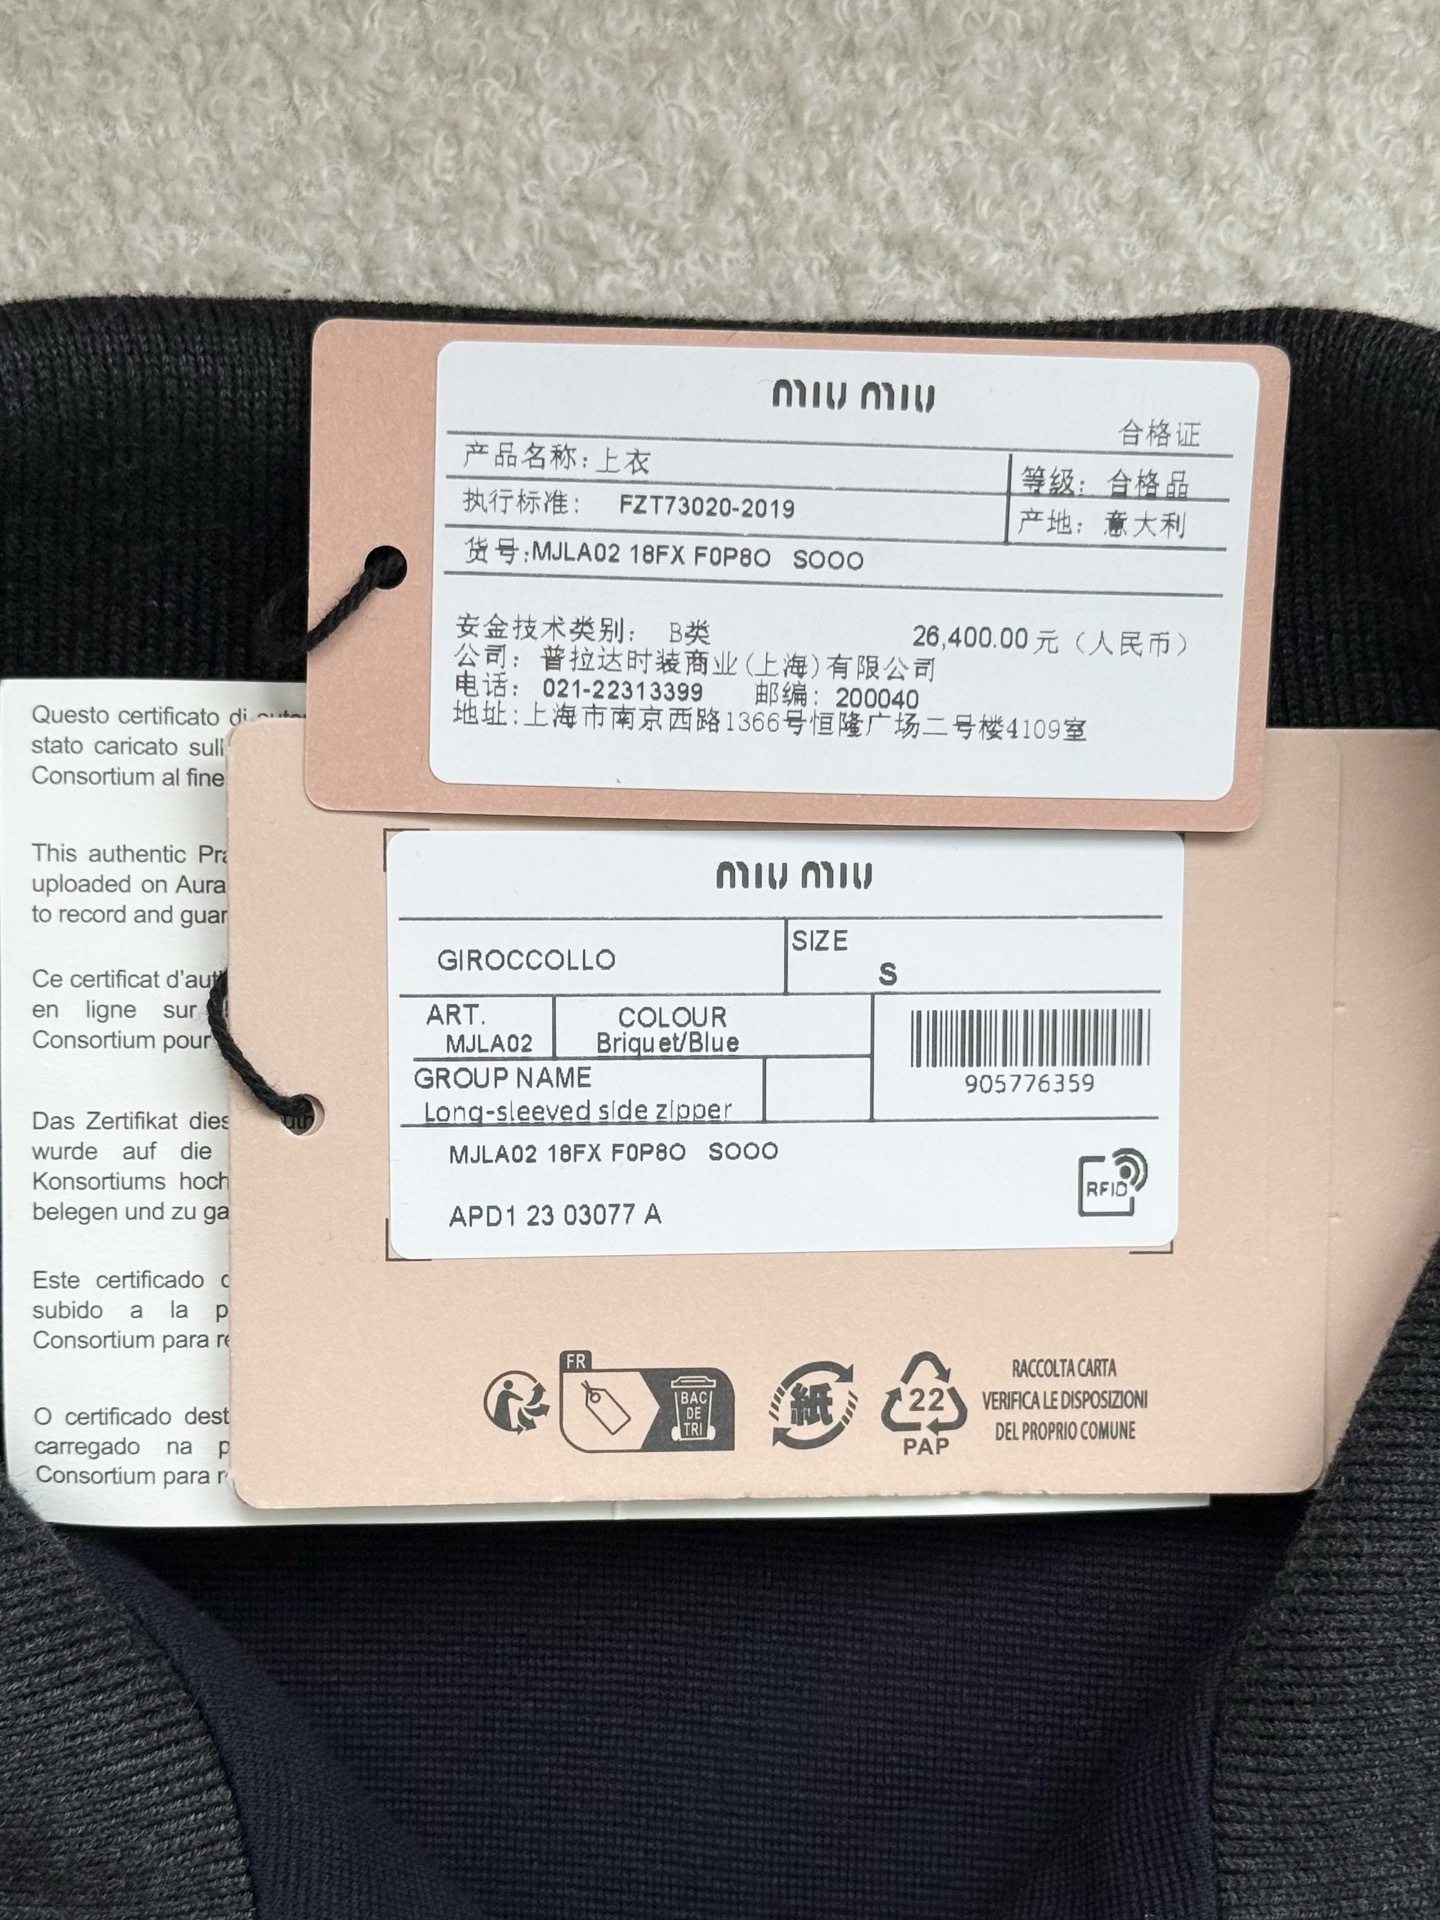 miu miu
合格证
产品名称: 上衣
等级: 合格品
执行标准: FZT73020-2019
产地: 意大利
货号:MJLA02 18FX F0P8O SOOO
安金技术类别: B类
26,400.00元（人民币）
公司: 普拉达时装商业(上海)有限公司
电话: 021-22313399 邮编: 200040
地址:上海市南京西路1366号恒隆广场二号楼4109室
Questo certificato di
stato caricato sull
Consortium al fine
This authentic
uploaded on Aura
to record and
Ce certificat
en ligne sur
Consortium pour
Das Zertifikat
wurde auf die
Konsortiums
belegen und zu
Este certificado
subido a la
Consortium para
O certificado
carregado na
Consortium para
miu miu
GIROCCOLLO
SIZE
S
ART.
MJLA02
COLOUR
Briquet/Blue
905776359
GROUP NAME
Long-sleeved side zipper
MJLA02 18FX F0P8O SOOO
RFID
APD1 23 03077 A
FR
BAC
DE
TRI
紙
22
PAP
RACCOLTA CARTA
VERIFICA LE DISPOSIZIONI
DEL PROPRIO COMUNE